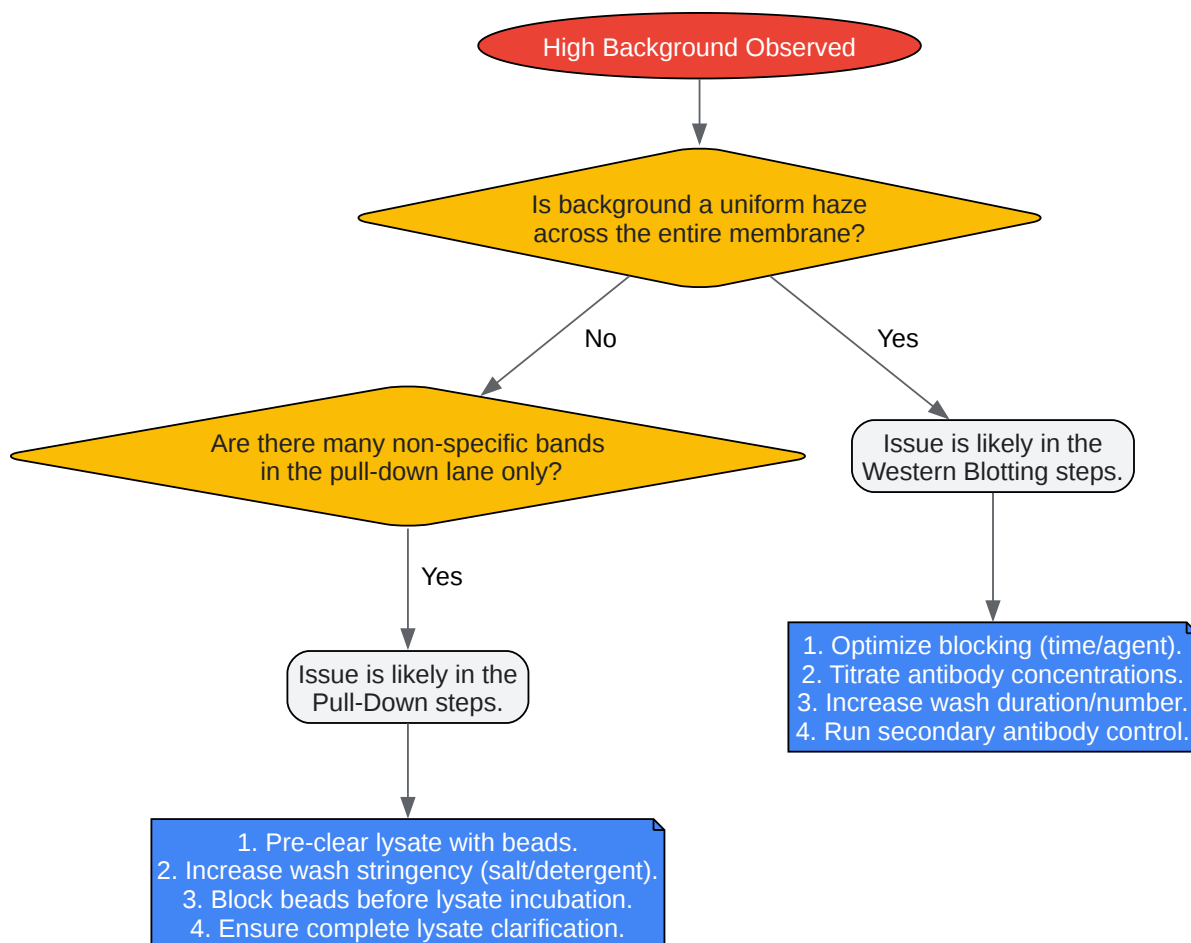 High Background Observed
Is background a uniform haze
across the entire membrane?
No
Yes
Are there many non-specific bands
in the pull-down lane only?
Issue is likely in the
Western Blotting steps.
Yes
Issue is likely in the
Pull-Down steps.
1. Optimize blocking (time/agent).
2. Titrate antibody concentrations.
3. Increase wash duration/number.
4. Run secondary antibody control.
1. Pre-clear lysate with beads.
2. Increase wash stringency (salt/detergent).
3. Block beads before lysate incubation.
4. Ensure complete lysate clarification.